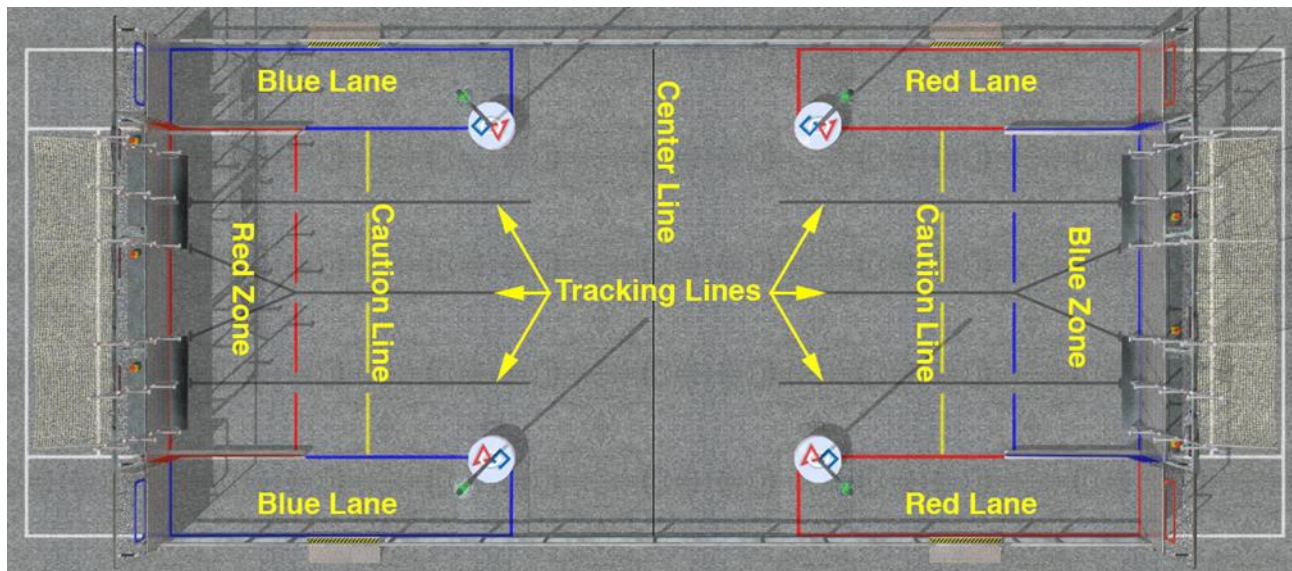 Blue Lane
Red Lane
Center Line
Red Zone
Caution Line
Tracking Lines
Caution Line
Blue Zone
Blue Lane
Red Lane